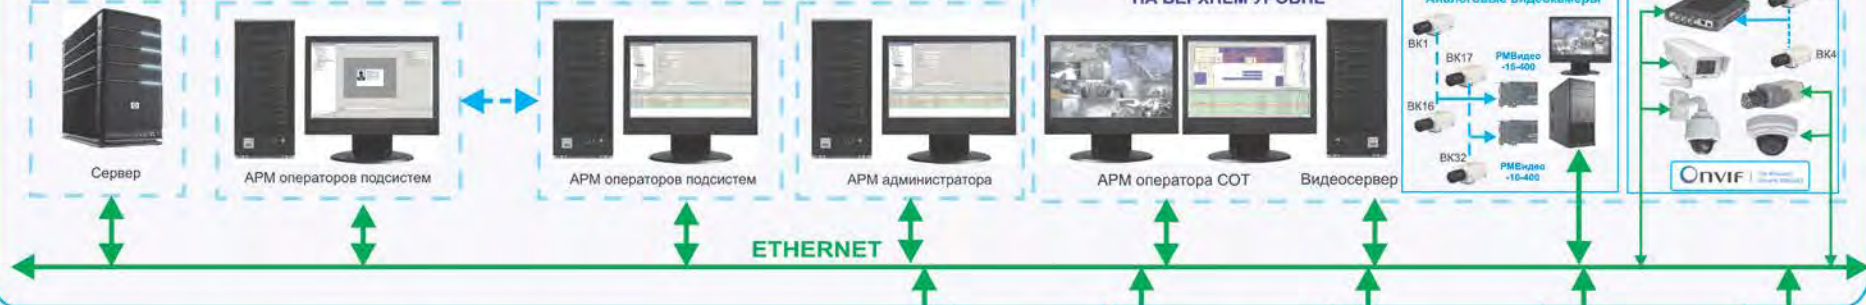 НА ВЕРХНЕМ УРОВНЕ
Аналоговые видеокамеры
ВК1
ВК17
РМВидео
-16-400
ВК16
ВК32
РМВидео
-16-400
ВК4
ONVIF
Сервер
АРМ операторов подсистем
АРМ операторов подсистем
АРМ администратора
АРМ оператора СОТ
Видеосервер
ETHERNET